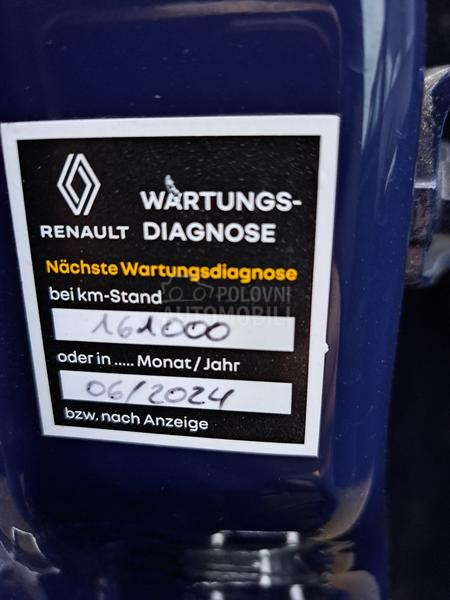 WARTUNGS-
RENAULT DIAGNOSE
Nächste Wartungsdiagnose
bei km-Stand
POLOVNI
AUTOMOBILI
161000
oder in ..... Monat/Jahr
06/2024
bzw. nach Anzeige